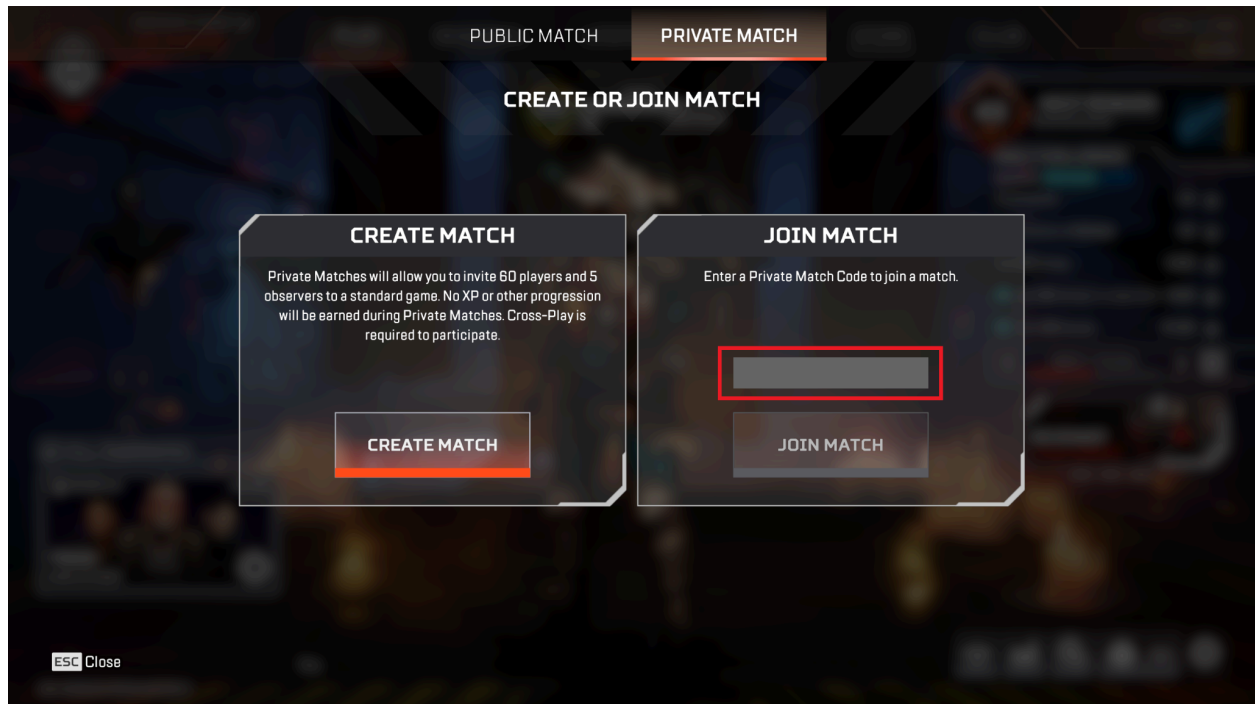 PUBLIC MATCH
PRIVATE MATCH
CREATE OR JOIN MATCH
CREATE MATCH
Private Matches will allow you to invite 60 players and 5
observers to a standard game. No XP or other progression
will be earned during Private Matches. Cross-Play is
required to participate.
CREATE MATCH
JOIN MATCH
Enter a Private Match Code to join a match.
JOIN MATCH
ESC Close